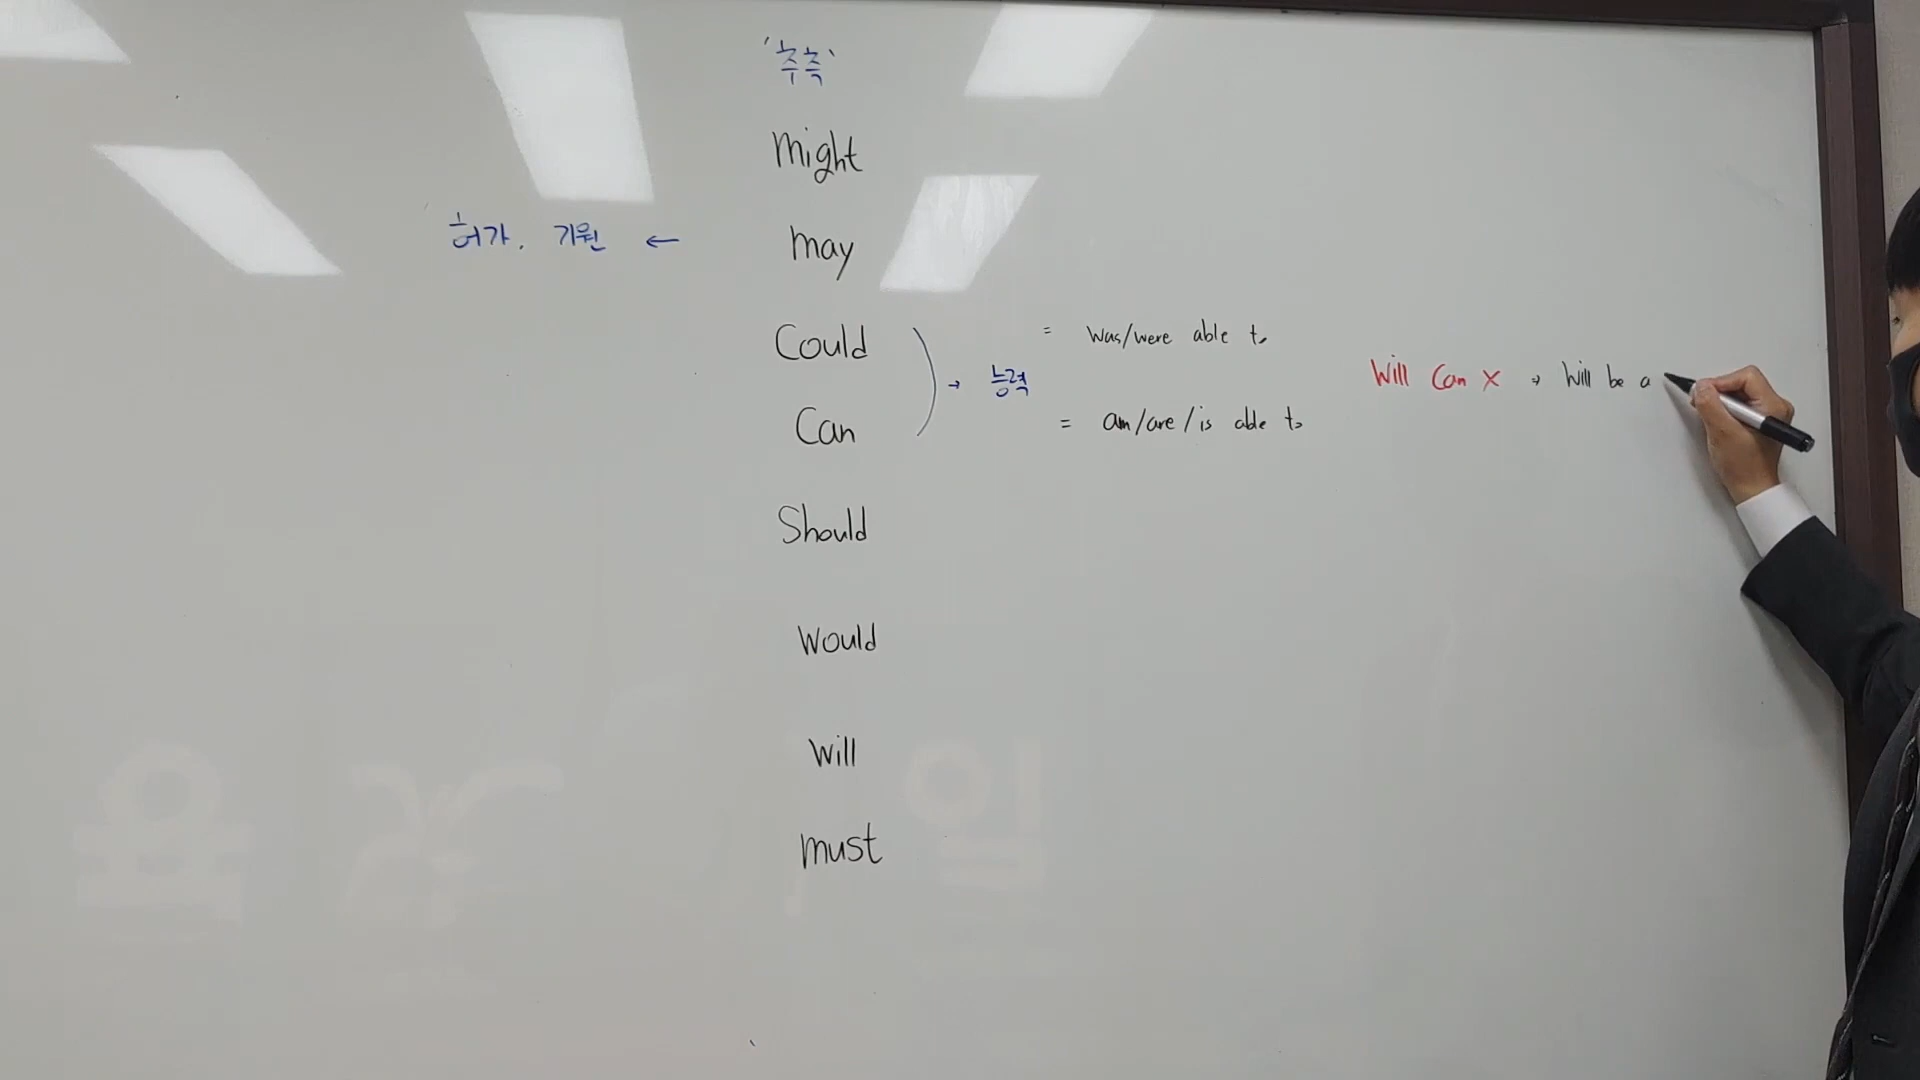 '추측'
might
허가, 기원 ← may
Could = was/were able to
→ 능력 Will Can X → Will be a
Can = am/are/is able to
Should
Would
Will
must